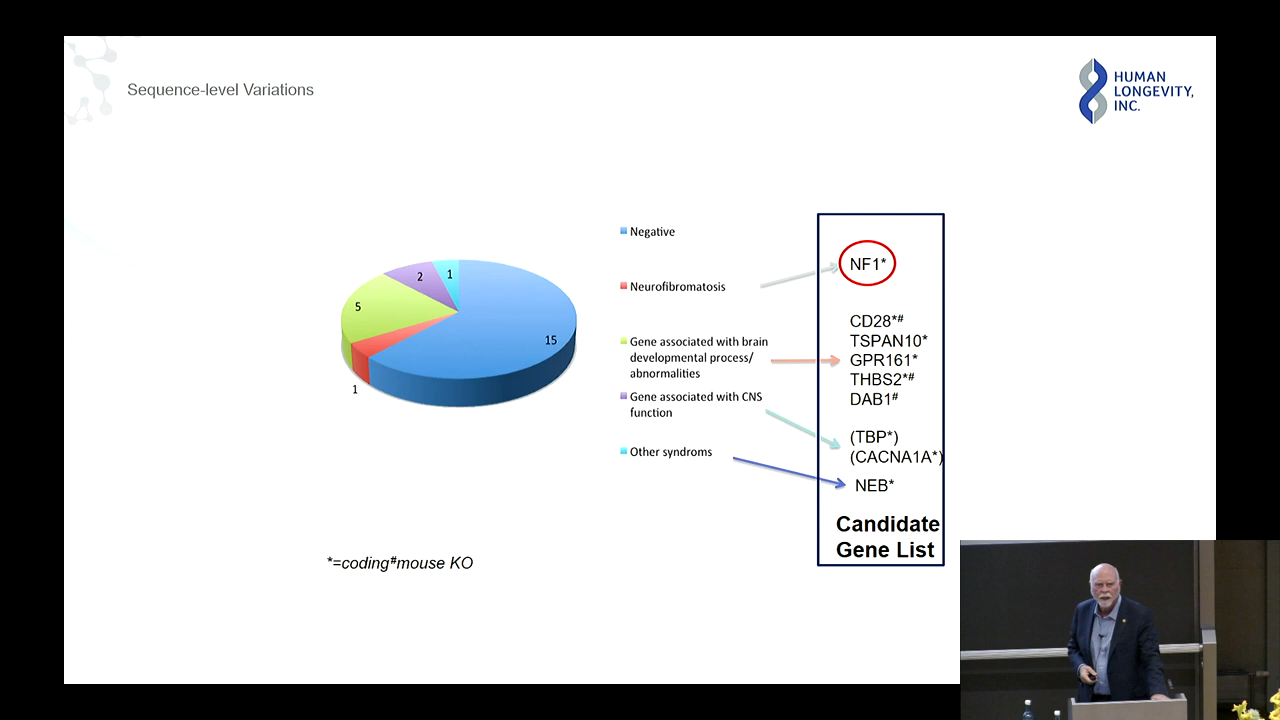 Sequence-level Variations
HUMAN
LONGEVITY,
INC.
Negative
Neurofibromatosis
Gene associated with brain
developmental process/
abnormalities
Gene associated with CNS
function
Other syndroms
15
1
5
2
1
NF1*
CD28*#
TSPAN10*
GPR161*
THBS2*#
DAB1#
(TBP*)
(CACNA1A*)
NEB*
Candidate
Gene List
*=coding#mouse KO